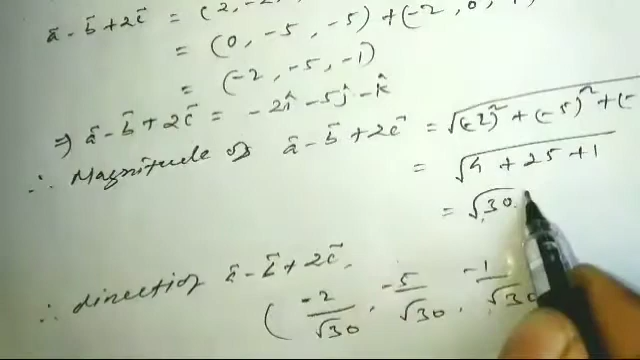 a⃗ - b⃗ + 2c⃗ = (2, -2,
= (0, -5, -5) + (-2, 0,
= (-2, -5, -1)
⇒ a⃗ - b⃗ + 2c⃗ = -2î - 5ĵ - k̂
∴ Magnitude of a⃗ - b⃗ + 2c⃗ = √(-2)² + (-5)² + (-
= √4 + 25 + 1
= √30.
∴ direction of a⃗ - b⃗ + 2c⃗.
(-2/√30, -5/√30, -1/√30